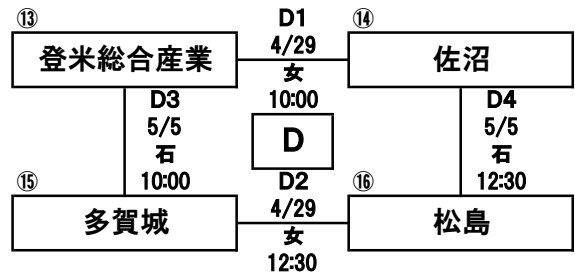 ⑬
D1
⑭
登米総合産業
4/29
佐沼
女
10:00
D3
D4
5/5
D
5/5
石
石
⑮
10:00
D2
⑯
12:30
多賀城
4/29
松島
女
12:30